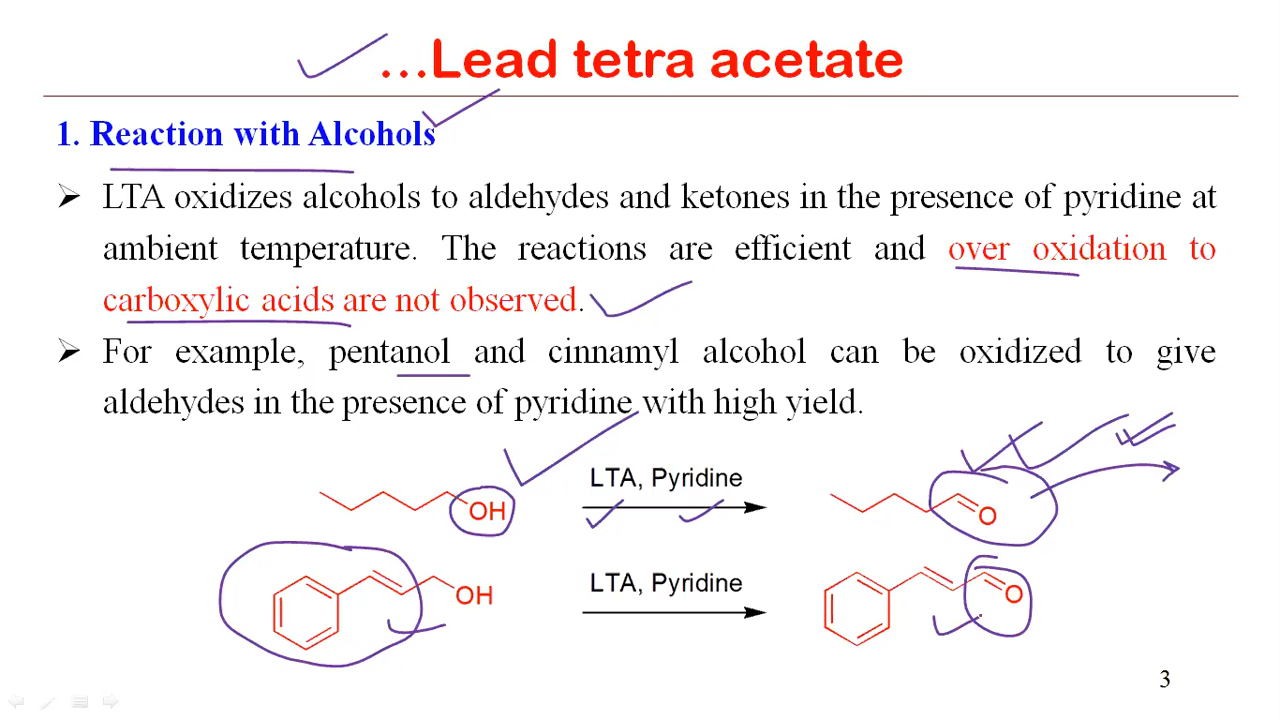 ...Lead tetra acetate
1. Reaction with Alcohols
➢ LTA oxidizes alcohols to aldehydes and ketones in the presence of pyridine at
ambient temperature. The reactions are efficient and over oxidation to
carboxylic acids are not observed.
➢ For example, pentanol and cinnamyl alcohol can be oxidized to give
aldehydes in the presence of pyridine with high yield.
OH
LTA, Pyridine
O
OH
LTA, Pyridine
O
3